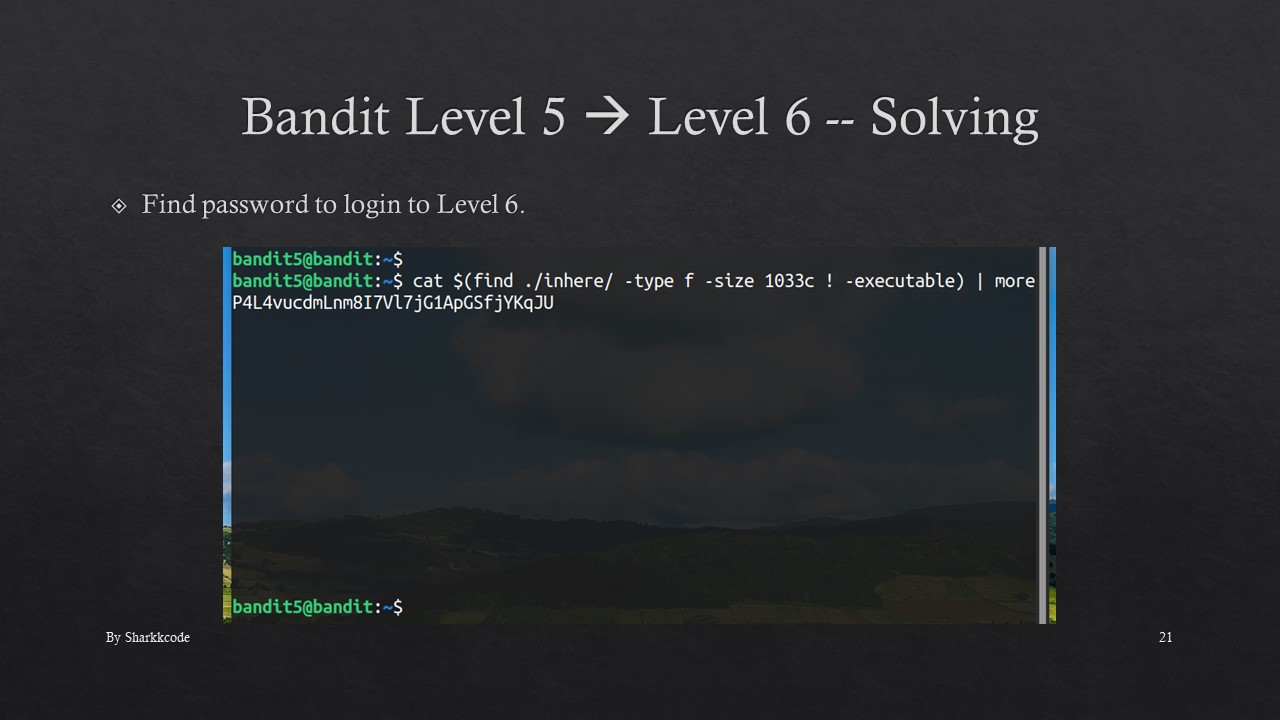 Bandit Level 5 → Level 6 -- Solving
Find password to login to Level 6.
bandit5@bandit:~$
bandit5@bandit:~$ cat $(find ./inhere/ -type f -size 1033c ! -executable) | more
P4L4vucdmLnm8I7Vl7jG1ApGSfjYKqJU
bandit5@bandit:~$
By Sharkkcode
21